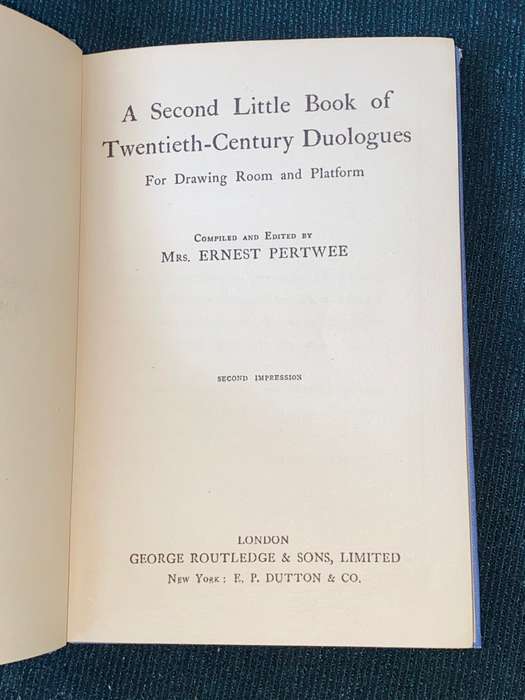 A Second Little Book of
Twentieth-Century Duologues
For Drawing Room and Platform
Compiled and Edited by
Mrs. ERNEST PERTWEE
SECOND IMPRESSION
LONDON
GEORGE ROUTLEDGE & SONS, LIMITED
New York: E. P. DUTTON & CO.